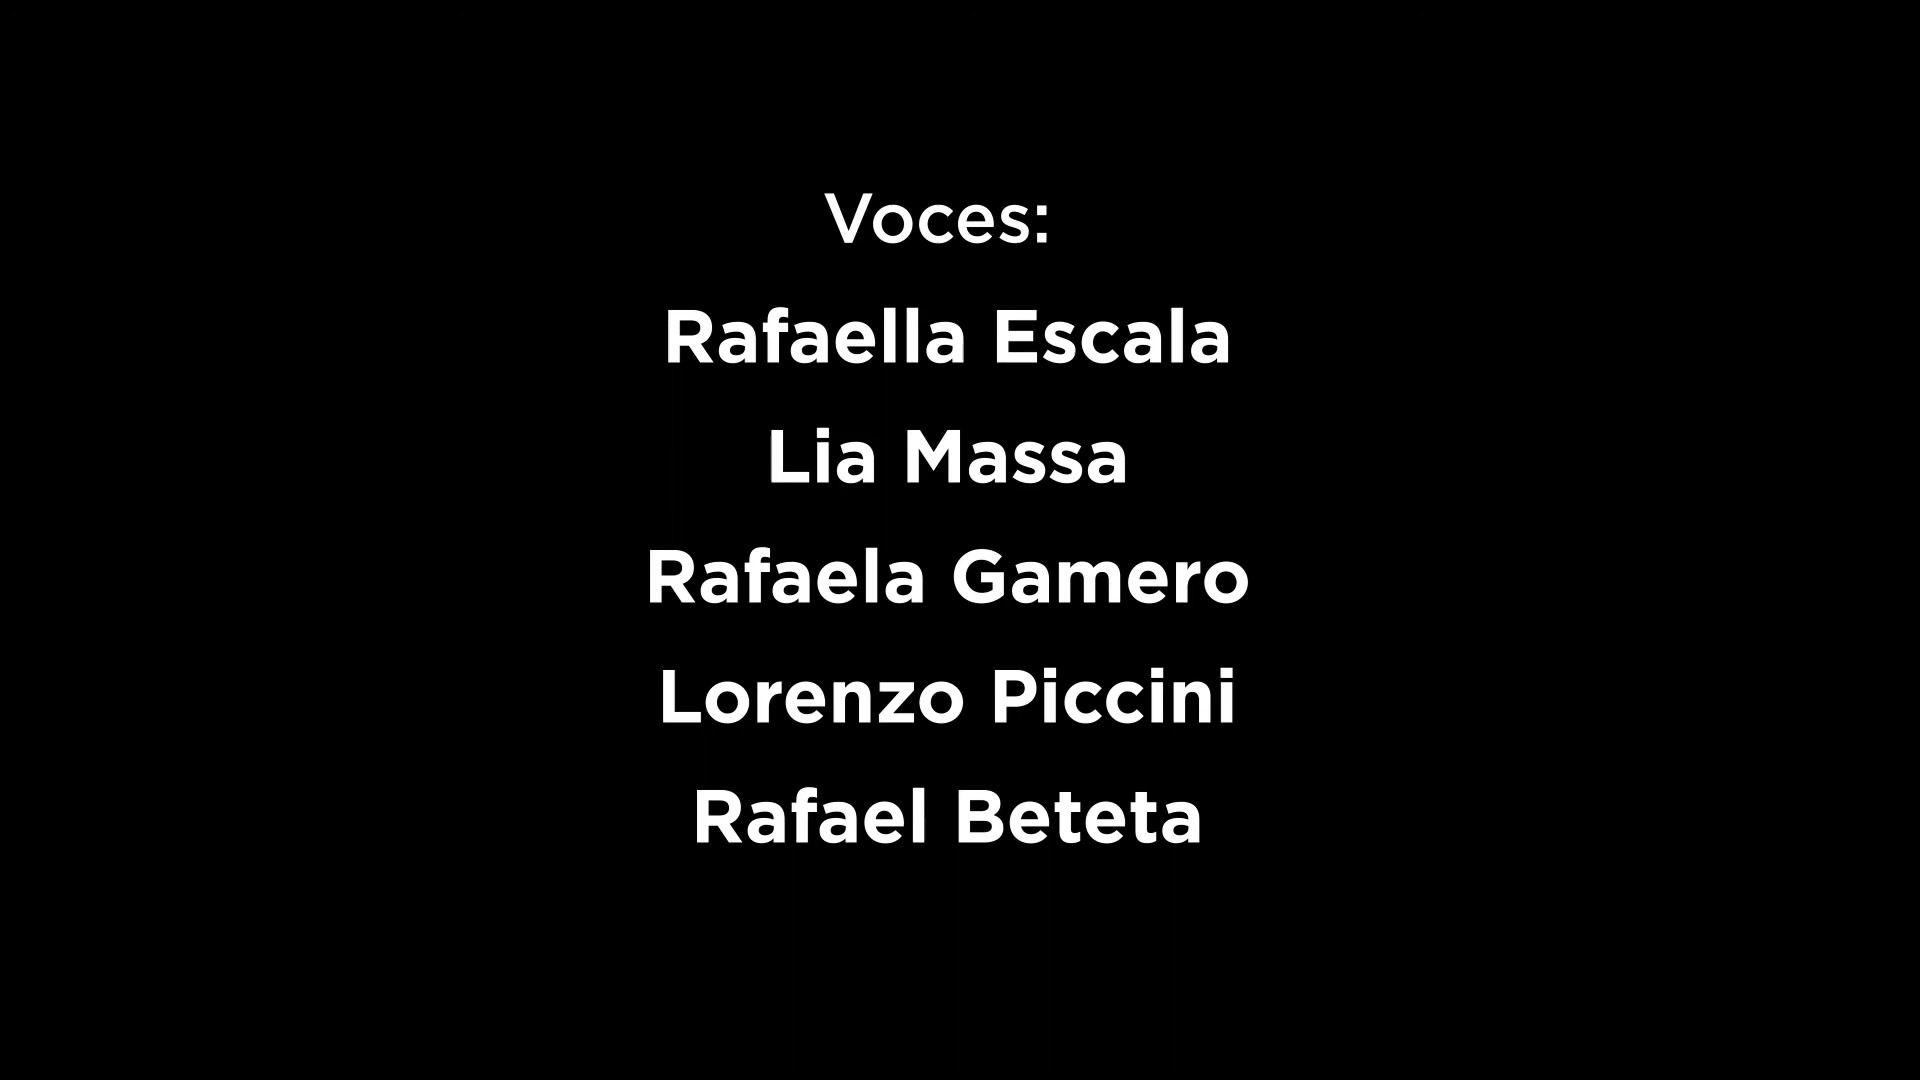 Voces:
Rafaella Escala
Lia Massa
Rafaela Gamero
Lorenzo Piccini
Rafael Beteta